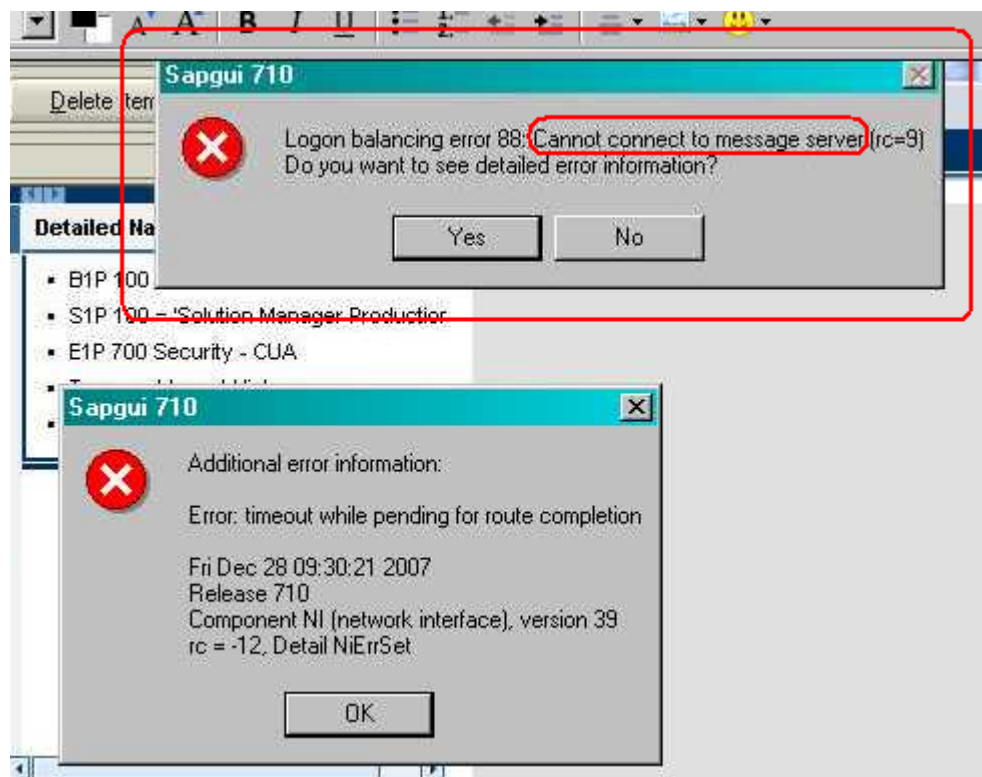 B I U
Sapgui 710
Delete Item
Logon balancing error 88: Cannot connect to message server (rc=9)
Do you want to see detailed error information?
Yes No
Detailed Na
B1P 100
S1P 100 - 'Solution Manager Production
E1P 700 Security - CUA
Sapgui 710
Additional error information:
Error: timeout while pending for route completion
Fri Dec 28 09:30:21 2007
Release 710
Component NI (network interface), version 39
rc = -12, Detail NiErrSet
OK